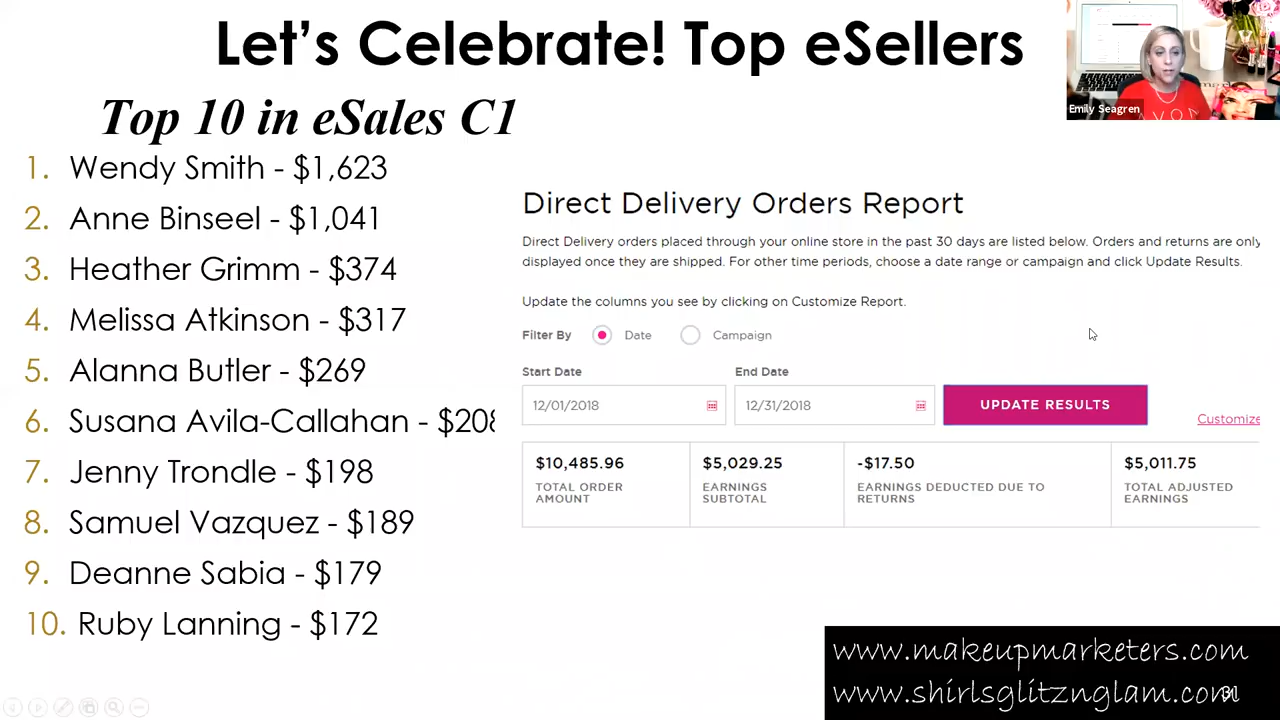 Let's Celebrate! Top eSellers
Top 10 in eSales C1
1. Wendy Smith - $1,623
2. Anne Binseel - $1,041
3. Heather Grimm - $374
4. Melissa Atkinson - $317
5. Alanna Butler - $269
6. Susana Avila-Callahan - $208
7. Jenny Trondle - $198
8. Samuel Vazquez - $189
9. Deanne Sabia - $179
10. Ruby Lanning - $172
Emily Seagren
AVON
Direct Delivery Orders Report
Direct Delivery orders placed through your online store in the past 30 days are listed below. Orders and returns are only
displayed once they are shipped. For other time periods, choose a date range or campaign and click Update Results.
Update the columns you see by clicking on Customize Report.
Filter By Date Campaign
Start Date End Date
12/01/2018 12/31/2018 UPDATE RESULTS
Customize
$10,485.96 $5,029.25 -$17.50 $5,011.75
TOTAL ORDER EARNINGS EARNINGS DEDUCTED DUE TO TOTAL ADJUSTED
AMOUNT SUBTOTAL RETURNS EARNINGS
www.makeupmarketers.com
www.shirlsglitznglam.com
31